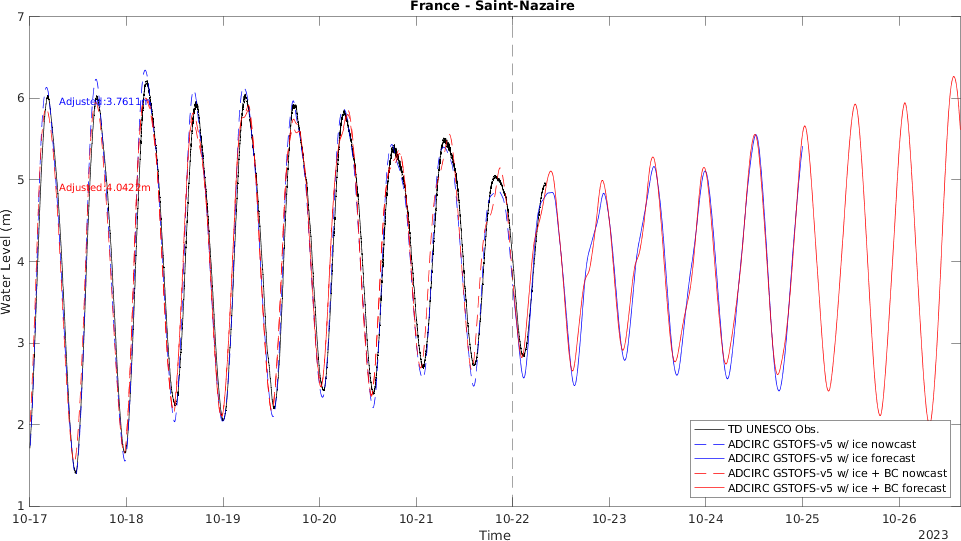 France - Saint-Nazaire
7
6
5
4
3
2
1
Water Level (m)
Adjusted:3.7611m
Adjusted:4.0422m
TD UNESCO Obs.
ADCIRC GSTOFS-v5 w/ ice nowcast
ADCIRC GSTOFS-v5 w/ ice forecast
ADCIRC GSTOFS-v5 w/ ice + BC nowcast
ADCIRC GSTOFS-v5 w/ ice + BC forecast
10-17 10-18 10-19 10-20 10-21 10-22 10-23 10-24 10-25 10-26
Time
2023